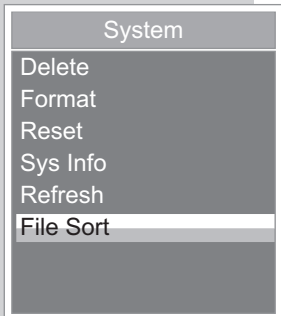 System
Delete
Format
Reset
Sys Info
Refresh
File Sort